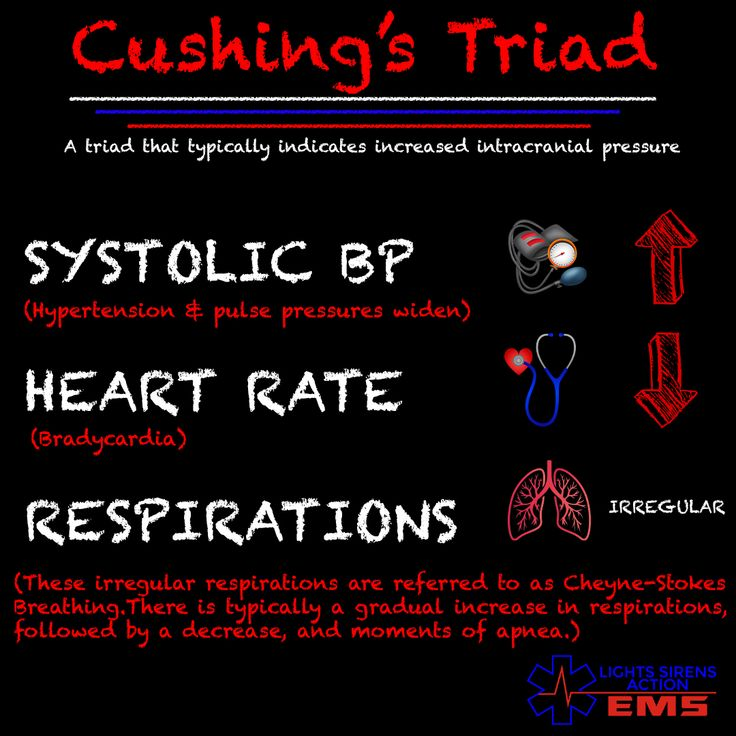 Cushing's Triad
A triad that typically indicates increased intracranial pressure
SYSTOLIC BP
(Hypertension & pulse pressures widen)
HEART RATE
(Bradycardia)
RESPIRATIONS
IRREGULAR
(These irregular respirations are referred to as Cheyne-Stokes
Breathing.There is typically a gradual increase in respirations,
followed by a decrease, and moments of apnea.)
LIGHTS SIRENS
ACTION
EMS